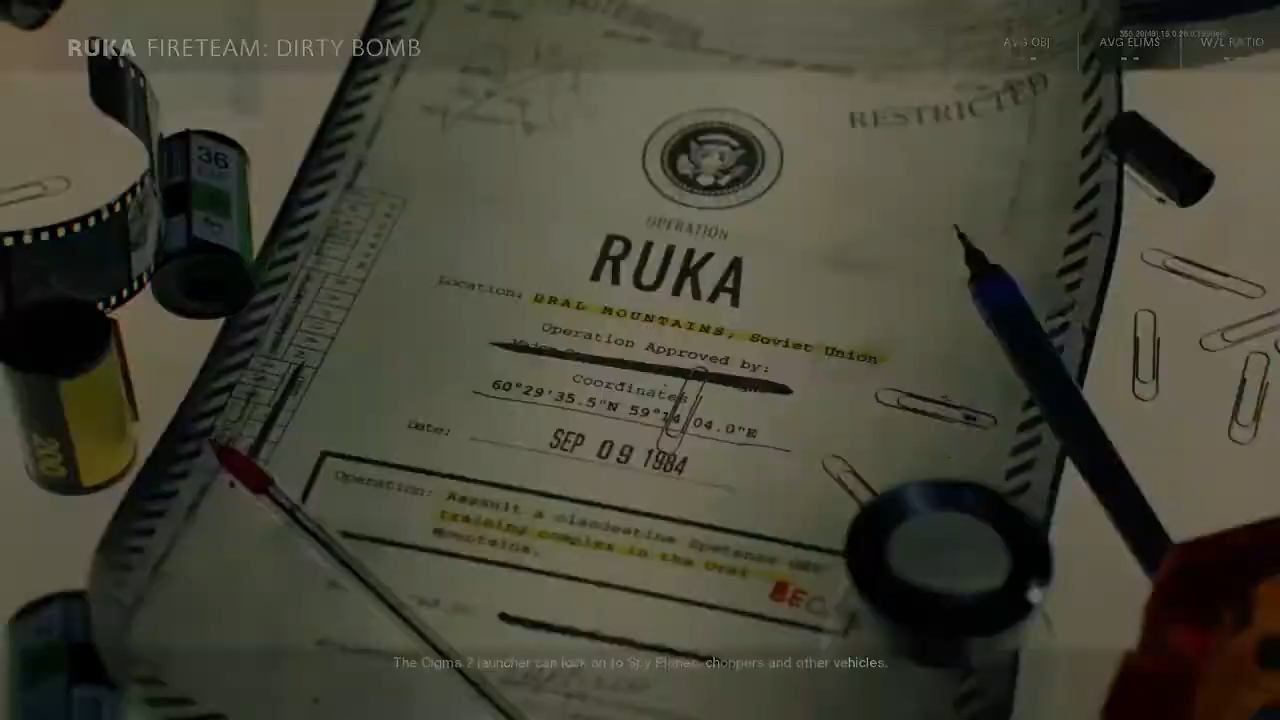 RUKA FIRETEAM: DIRTY BOMB
AVG OBJ
AVG ELIMS
W/L RATIO
-- -- --
RESTRICTED
36
OPERATION
RUKA
Location: URAL MOUNTAINS, Soviet Union
Operation Approved by:
Coordinates
60°29'35.5"N 59°14'04.0"E
Date:
SEP 09 1984
200
Operation: Assault a clandestine Spetsnaz GRU
training complex in the Ural
Mountains.
The Cigma 2 launcher can lock on to Spy Planes, choppers and other vehicles.